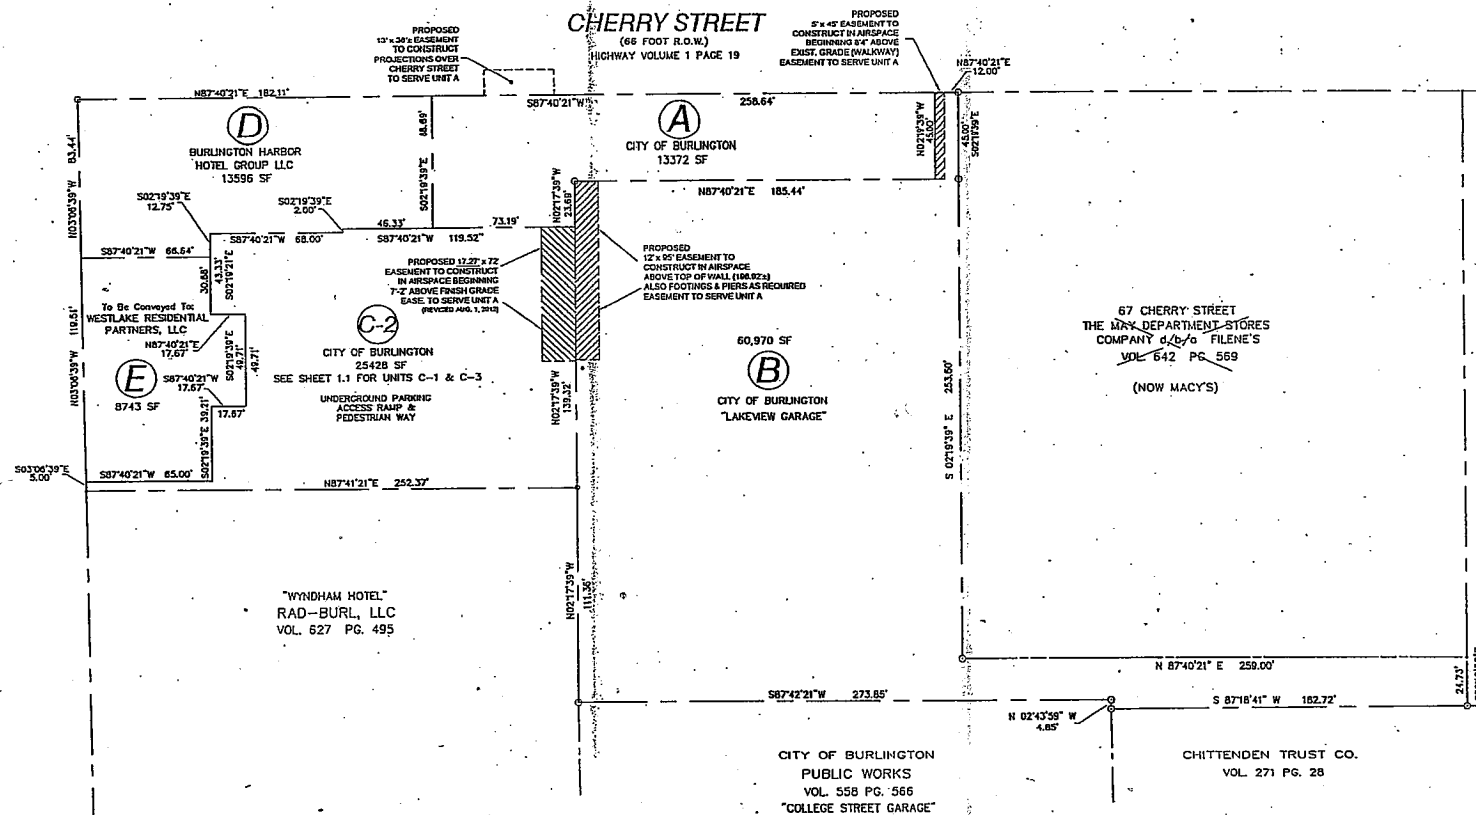 CHERRY STREET
(66 FOOT R.O.W.)
HIGHWAY VOLUME 1 PAGE 19
PROPOSED
13' x 36'± EASEMENT
TO CONSTRUCT
PROJECTIONS OVER
CHERRY STREET
TO SERVE UNIT A
PROPOSED
5' x 45' EASEMENT TO
CONSTRUCT IN AIRSPACE
BEGINNING 8'4" ABOVE
EXIST. GRADE (WALKWAY)
EASEMENT TO SERVE UNIT A
N87°40'21"E
12.00'
N87°40'21"E 182.11'
S87°40'21"W
258.64'
N03°06'39"W 83.44'
D
BURLINGTON HARBOR
HOTEL GROUP LLC
13596 SF
S02°19'39"E 68.69'
A
CITY OF BURLINGTON
13372 SF
N02°19'39"W
45.00'
45.00'
S02°19'39"E
N87°40'21"E 185.44'
S02°19'39"E
12.75'
S02°19'39"E
2.00'
N02°17'39"W
23.69'
46.33'
73.19'
S87°40'21"W 68.00'
S87°40'21"W 119.52'
S87°40'21"W 66.54'
30.68'
43.33'
S02°19'21"E
PROPOSED 17.27' x 72'
EASEMENT TO CONSTRUCT
IN AIRSPACE BEGINNING
7'-2" ABOVE FINISH GRADE
EASE. TO SERVE UNIT A
(REVISED AUG. 1, 2012)
PROPOSED
12' x 95' EASEMENT TO
CONSTRUCT IN AIRSPACE
ABOVE TOP OF WALL (198.92±)
ALSO FOOTINGS & PIERS AS REQUIRED
EASEMENT TO SERVE UNIT A
N03°06'39"W 119.51'
To Be Conveyed To:
WESTLAKE RESIDENTIAL
PARTNERS, LLC
N87°40'21"E
17.67'
S02°19'39"E
49.71'
49.71'
S87°40'21"W
17.67'
17.67'
E
8743 SF
S02°19'39"E 39.21'
C-2
CITY OF BURLINGTON
25428 SF
SEE SHEET 1.1 FOR UNITS C-1 & C-3
UNDERGROUND PARKING
ACCESS RAMP &
PEDESTRIAN WAY
N02°17'39"W
139.32'
60,970 SF
B
CITY OF BURLINGTON
"LAKEVIEW GARAGE"
S 02°19'39" E 253.60'
67 CHERRY STREET
THE MAY DEPARTMENT STORES
COMPANY d/b/a FILENE'S
VOL 642 PG 569
(NOW MACY'S)
S03°06'39"E
5.00'
S87°40'21"W 65.00'
N87°41'21"E 252.37'
N02°17'39"W
111.36'
"WYNDHAM HOTEL"
RAD-BURL, LLC
VOL. 627 PG. 495
N 87°40'21" E 259.00'
24.73'
S87°42'21"W 273.85'
N 02°43'59" W
4.85'
S 87°18'41" W 182.72'
CITY OF BURLINGTON
PUBLIC WORKS
VOL. 558 PG. 566
"COLLEGE STREET GARAGE"
CHITTENDEN TRUST CO.
VOL. 271 PG. 28